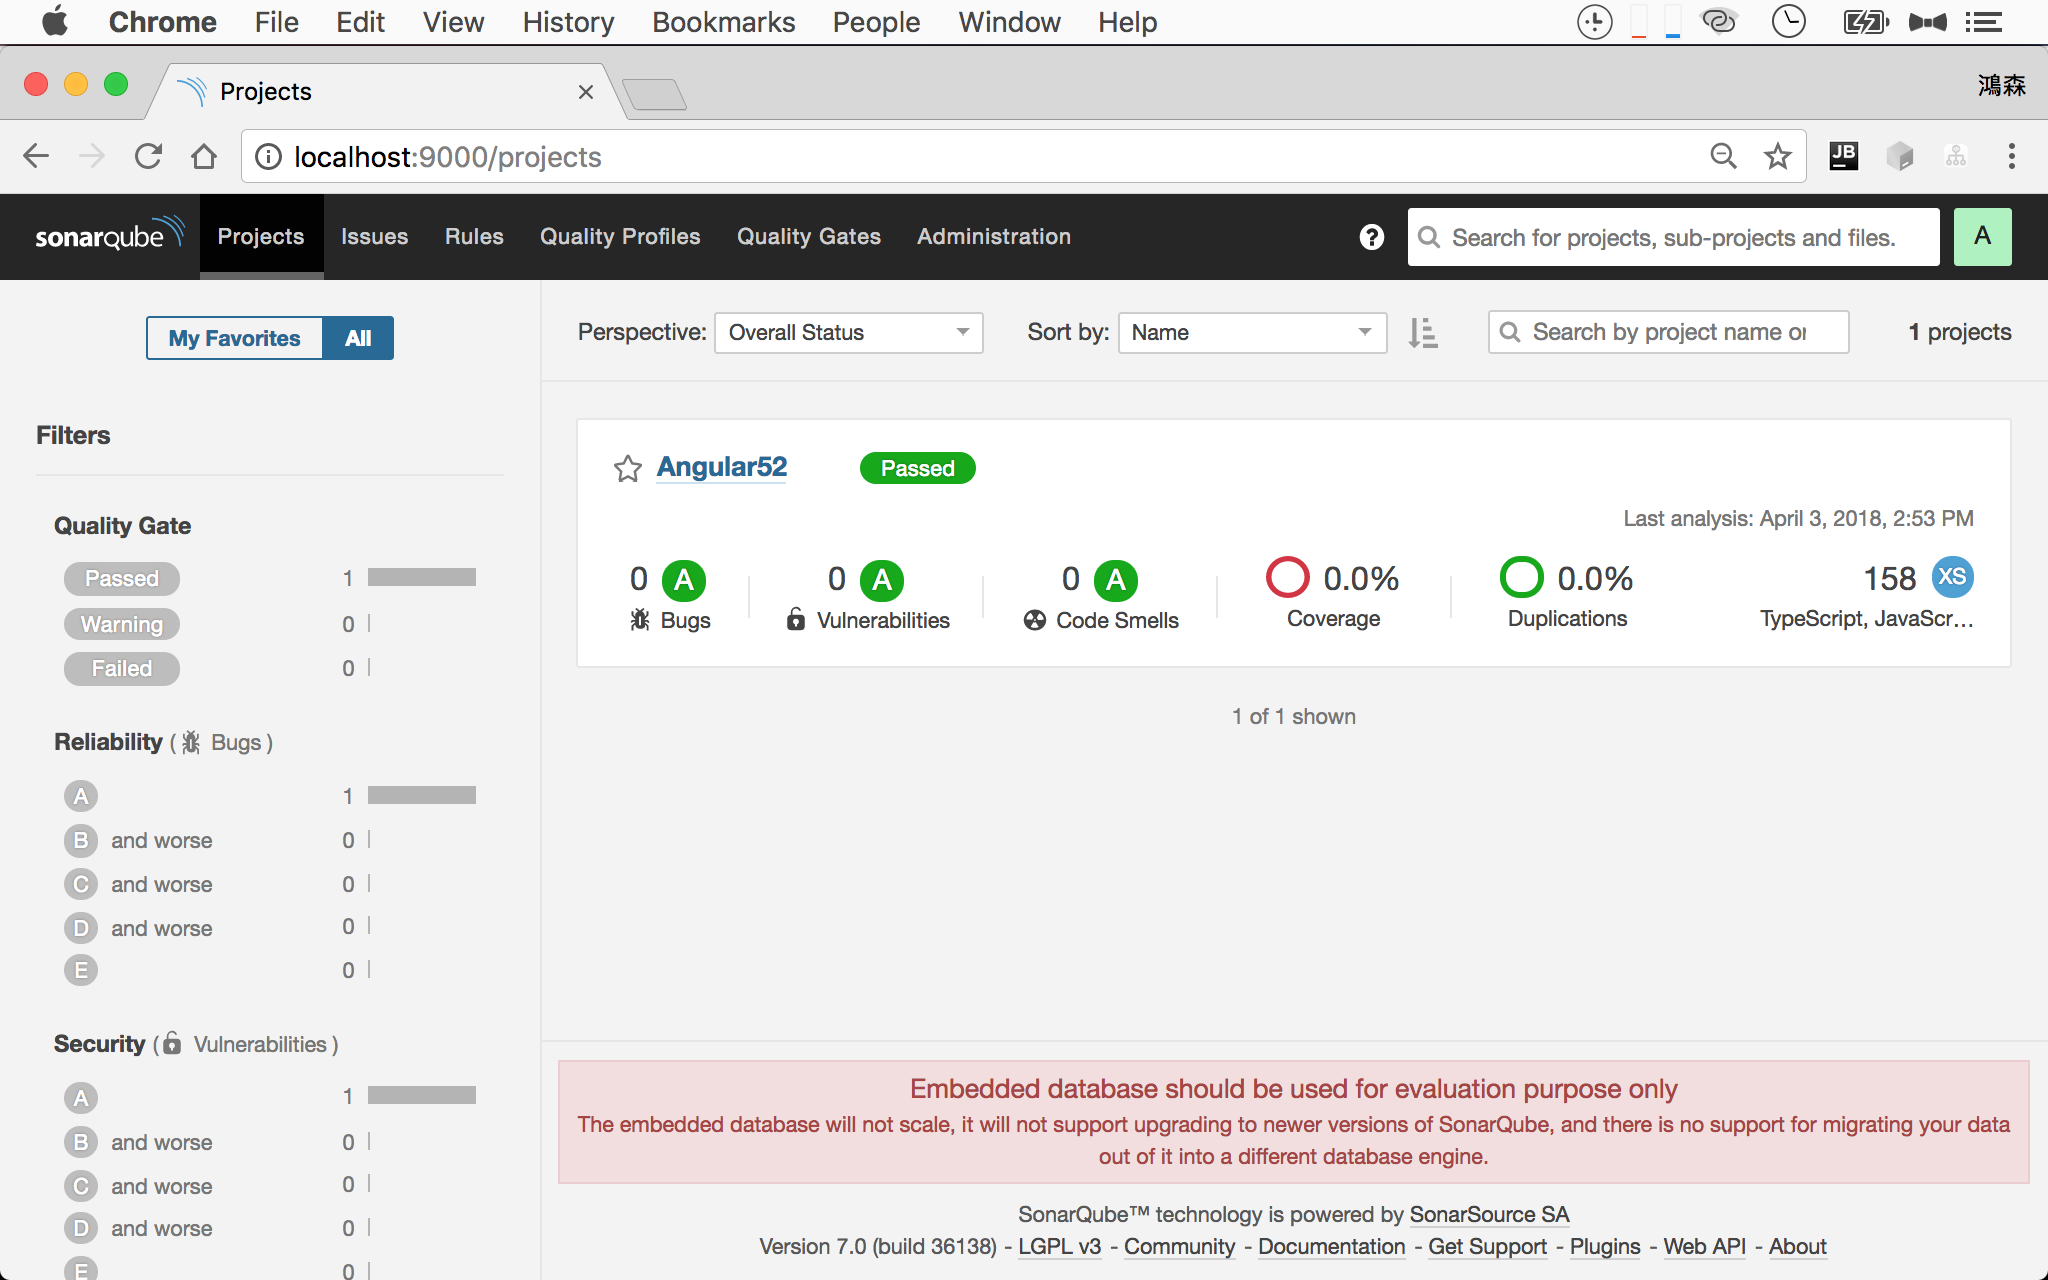 Chrome File Edit View History Bookmarks People Window Help
Projects
鴻森
localhost:9000/projects
JB
sonarqube Projects Issues Rules Quality Profiles Quality Gates Administration ? Search for projects, sub-projects and files. A
My Favorites All
Perspective: Overall Status Sort by: Name Search by project name or 1 projects
Filters
Quality Gate
Passed 1
Warning 0
Failed 0
Reliability ( Bugs )
A 1
B and worse 0
C and worse 0
D and worse 0
E 0
Security ( Vulnerabilities )
A 1
B and worse 0
C and worse 0
D and worse 0
E 0
Angular52 Passed
Last analysis: April 3, 2018, 2:53 PM
0 A 0 A 0 A 0.0% 0.0% 158 XS
Bugs Vulnerabilities Code Smells Coverage Duplications TypeScript, JavaScr...
1 of 1 shown
Embedded database should be used for evaluation purpose only
The embedded database will not scale, it will not support upgrading to newer versions of SonarQube, and there is no support for migrating your data
out of it into a different database engine.
SonarQube™ technology is powered by SonarSource SA
Version 7.0 (build 36138) - LGPL v3 - Community - Documentation - Get Support - Plugins - Web API - About